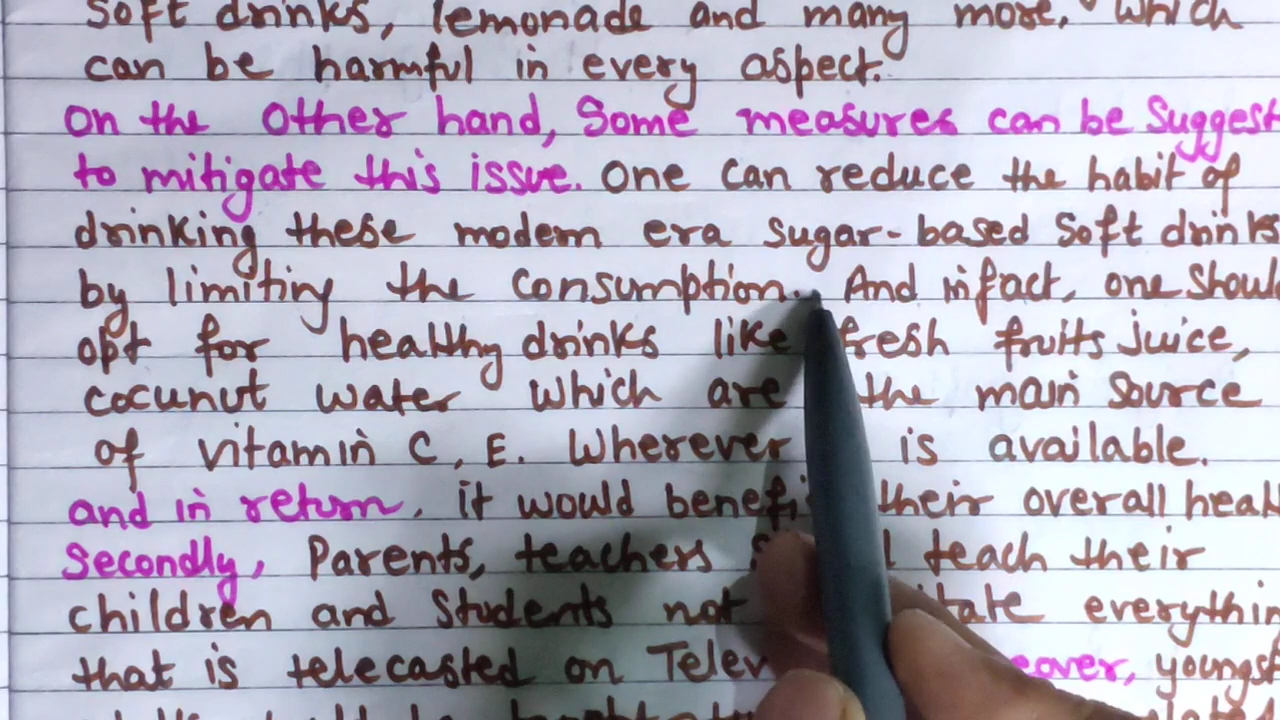 Soft drinks, lemonade and many more, which
can be harmful in every aspect.
On the Other hand, Some measures can be Suggest
to mitigate this issue. One can reduce the habit of
drinking these modern era sugar-based Soft drinks
by limiting the consumption. And infact, one Shoul
opt for healthy drinks like fresh fruits juice,
cocunut water which are the main source
of vitamin C, E. Wherever is available.
and in return, it would benefi their overall heal
Secondly, Parents, teachers teach their
children and Students not tate everythin
that is telecasted on Telev eover, youngst